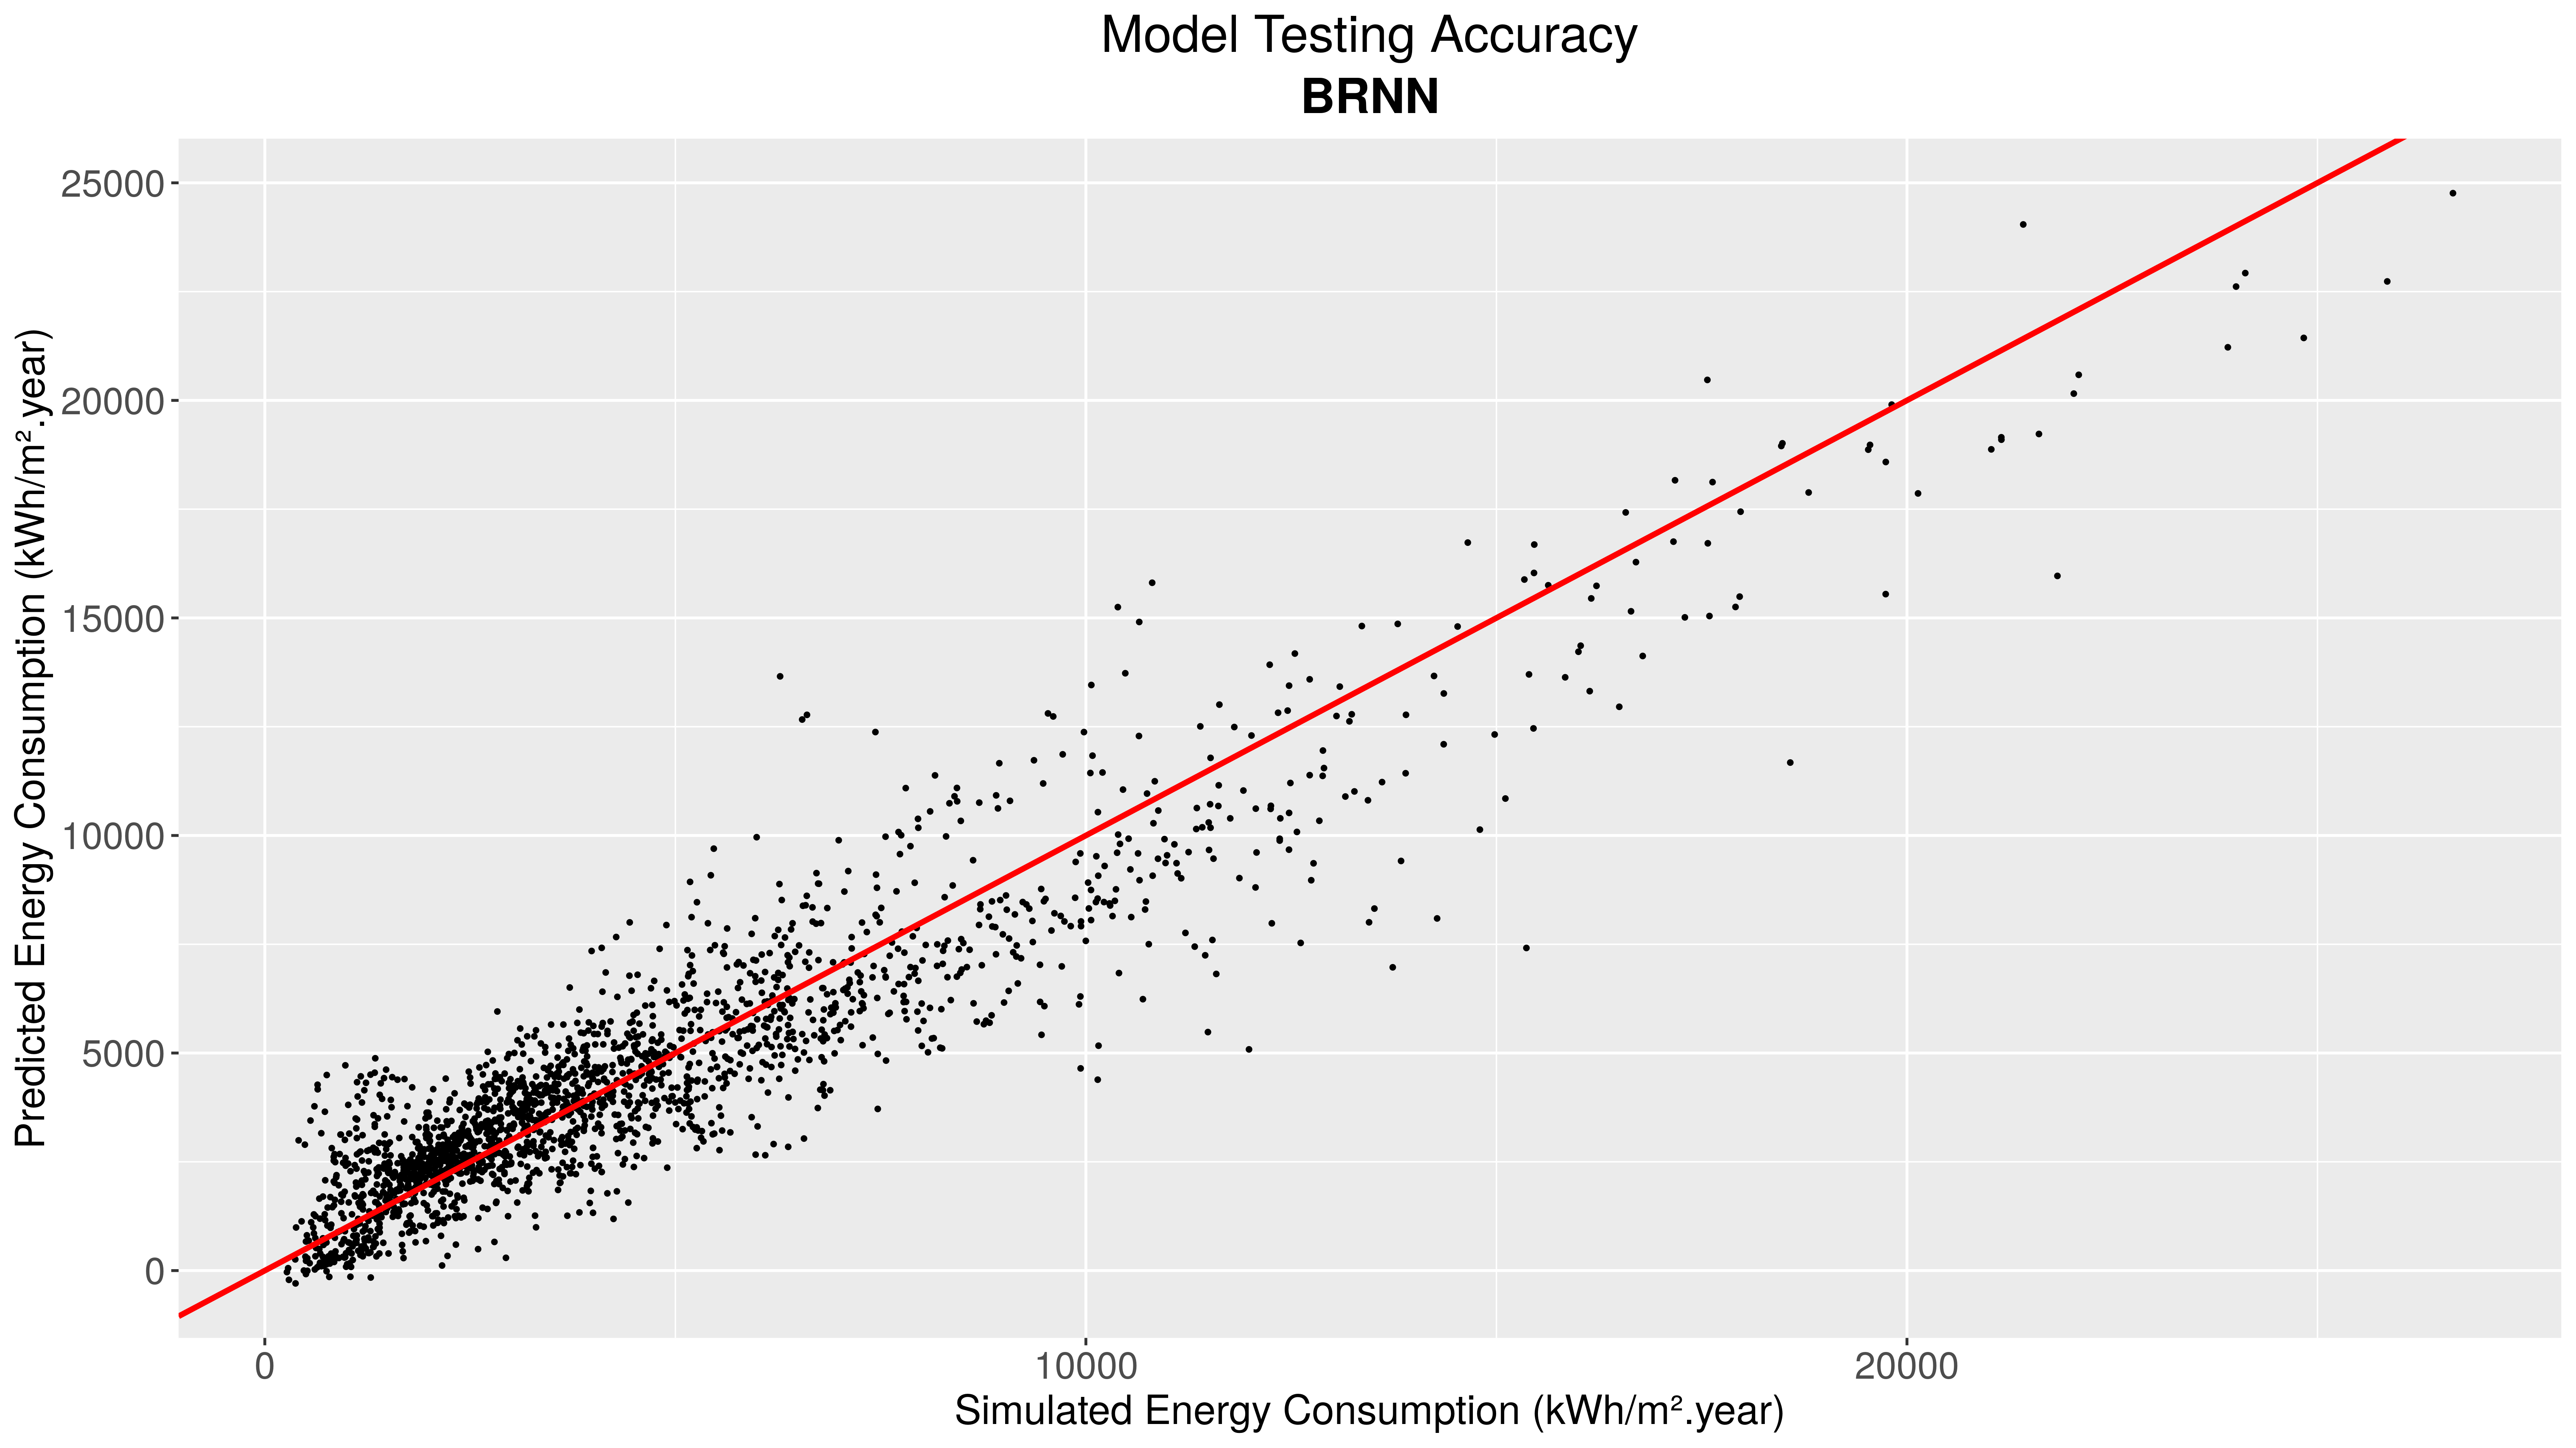 Model Testing Accuracy
BRNN
Predicted Energy Consumption (kWh/m².year)
25000
20000
15000
10000
5000
0
0
10000
20000
Simulated Energy Consumption (kWh/m².year)